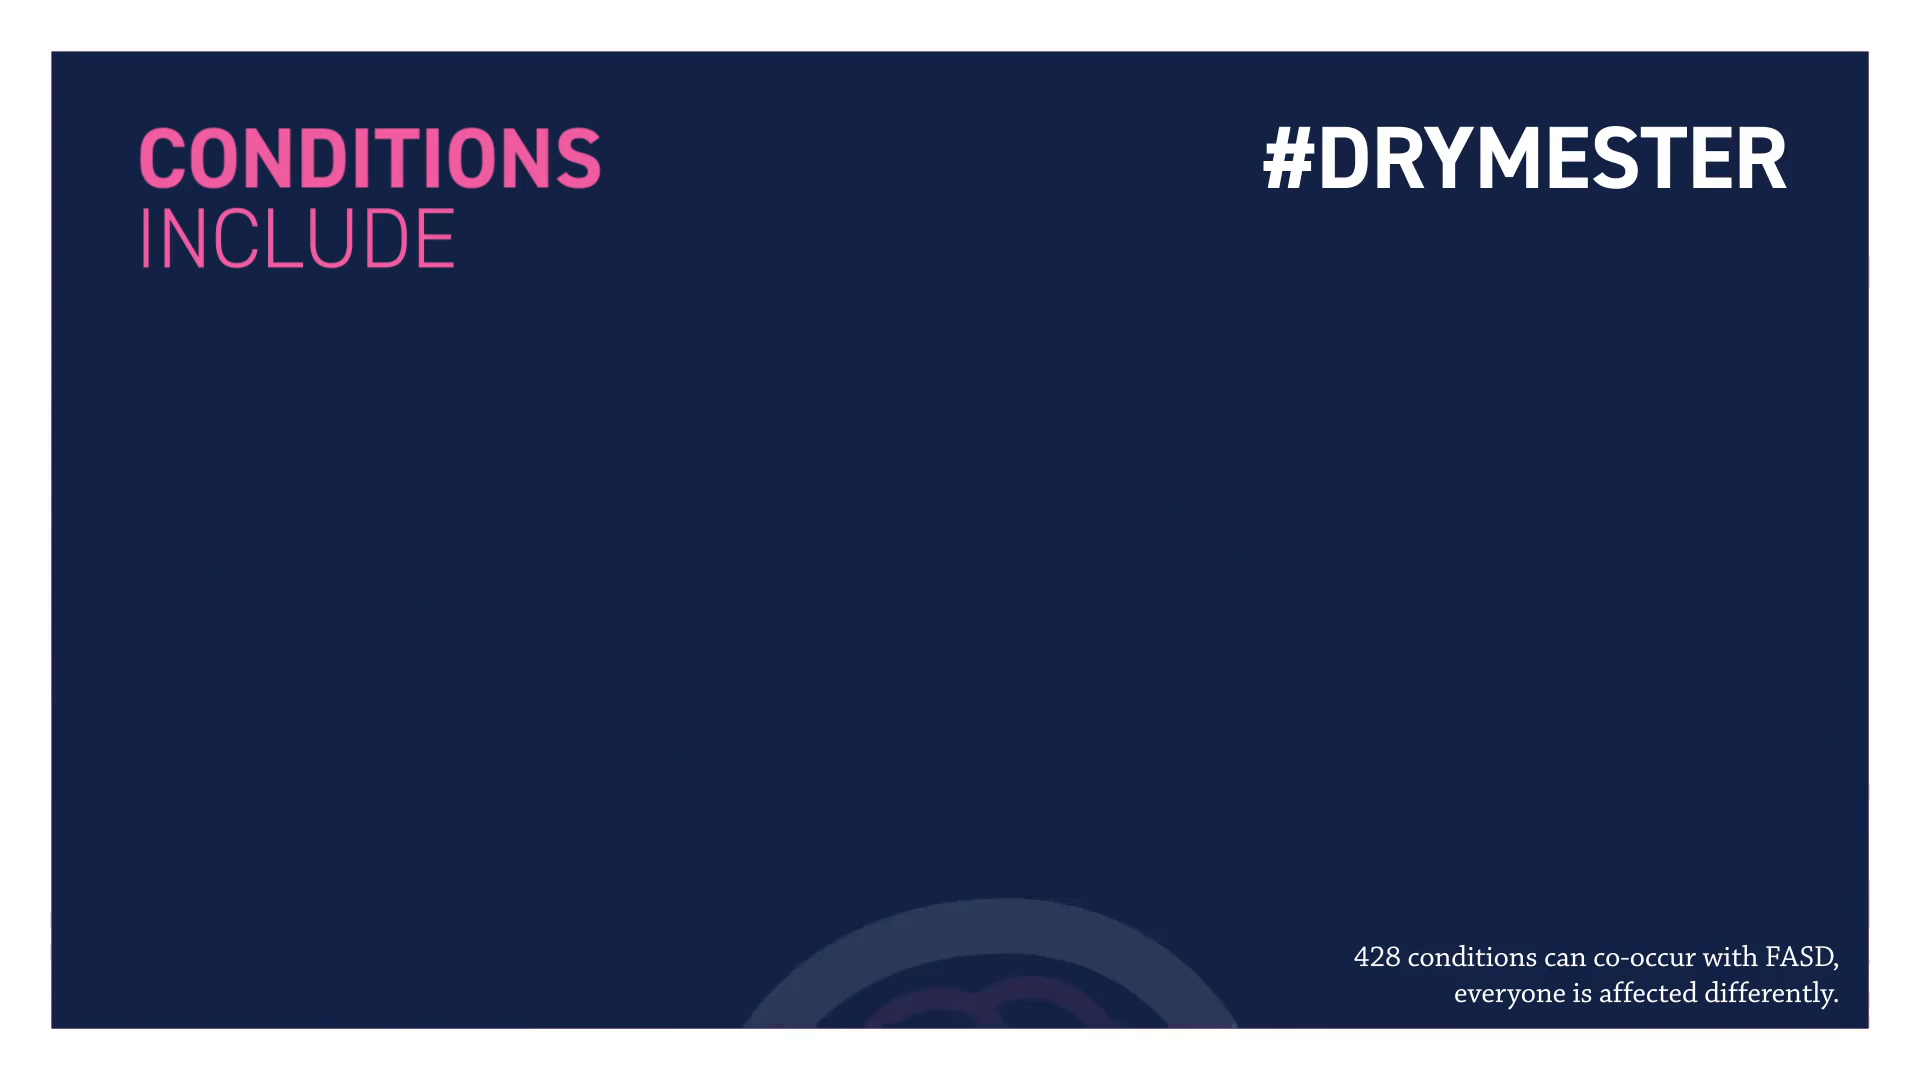 CONDITIONS
INCLUDE
#DRYMESTER
428 conditions can co-occur with FASD,
everyone is affected differently.